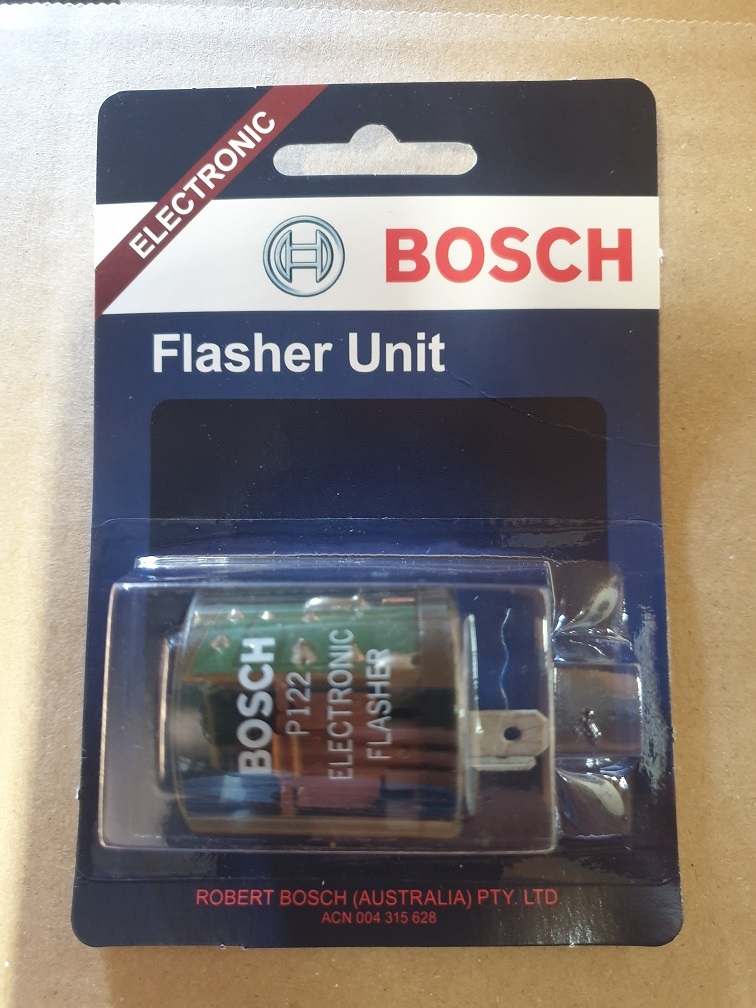 ELECTRONIC
BOSCH
Flasher Unit
BOSCH
P122
ELECTRONIC
FLASHER
ROBERT BOSCH (AUSTRALIA) PTY. LTD.
ACN 004 315 628